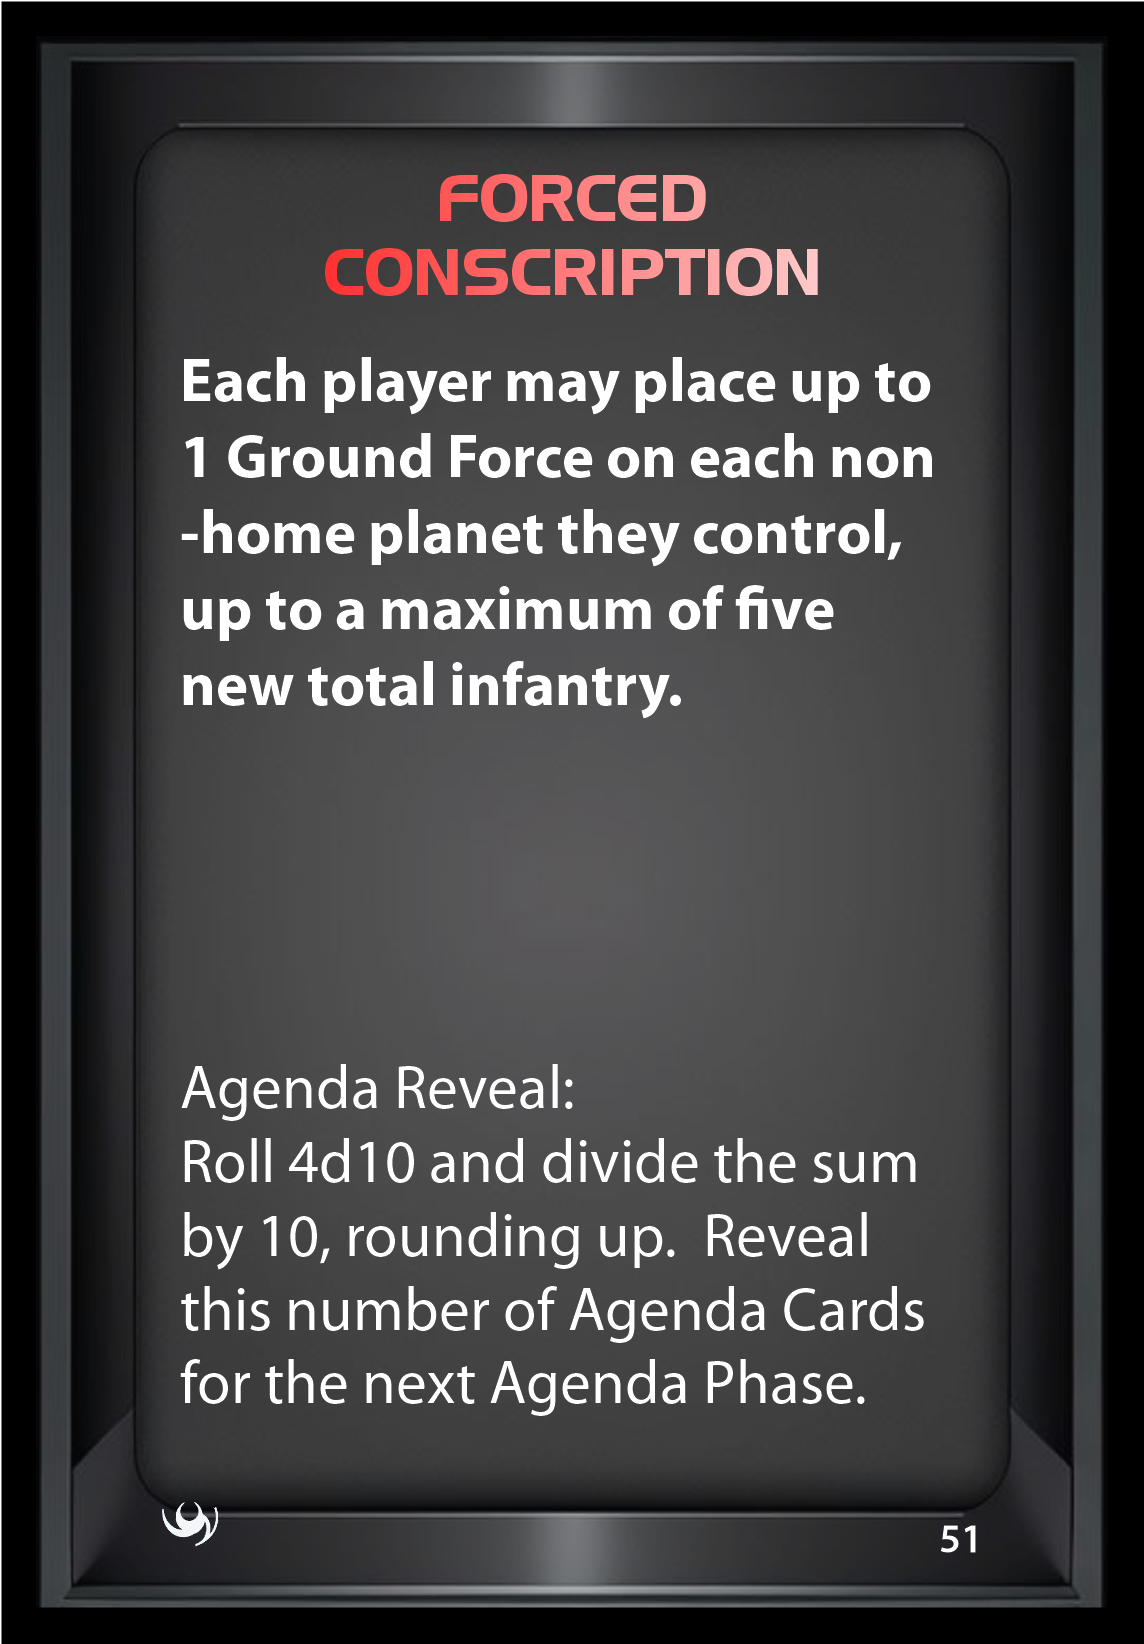 FORCED
CONSCRIPTION
Each player may place up to
1 Ground Force on each non
-home planet they control,
up to a maximum of five
new total infantry.
Agenda Reveal:
Roll 4d10 and divide the sum
by 10, rounding up.  Reveal
this number of Agenda Cards
for the next Agenda Phase.
51